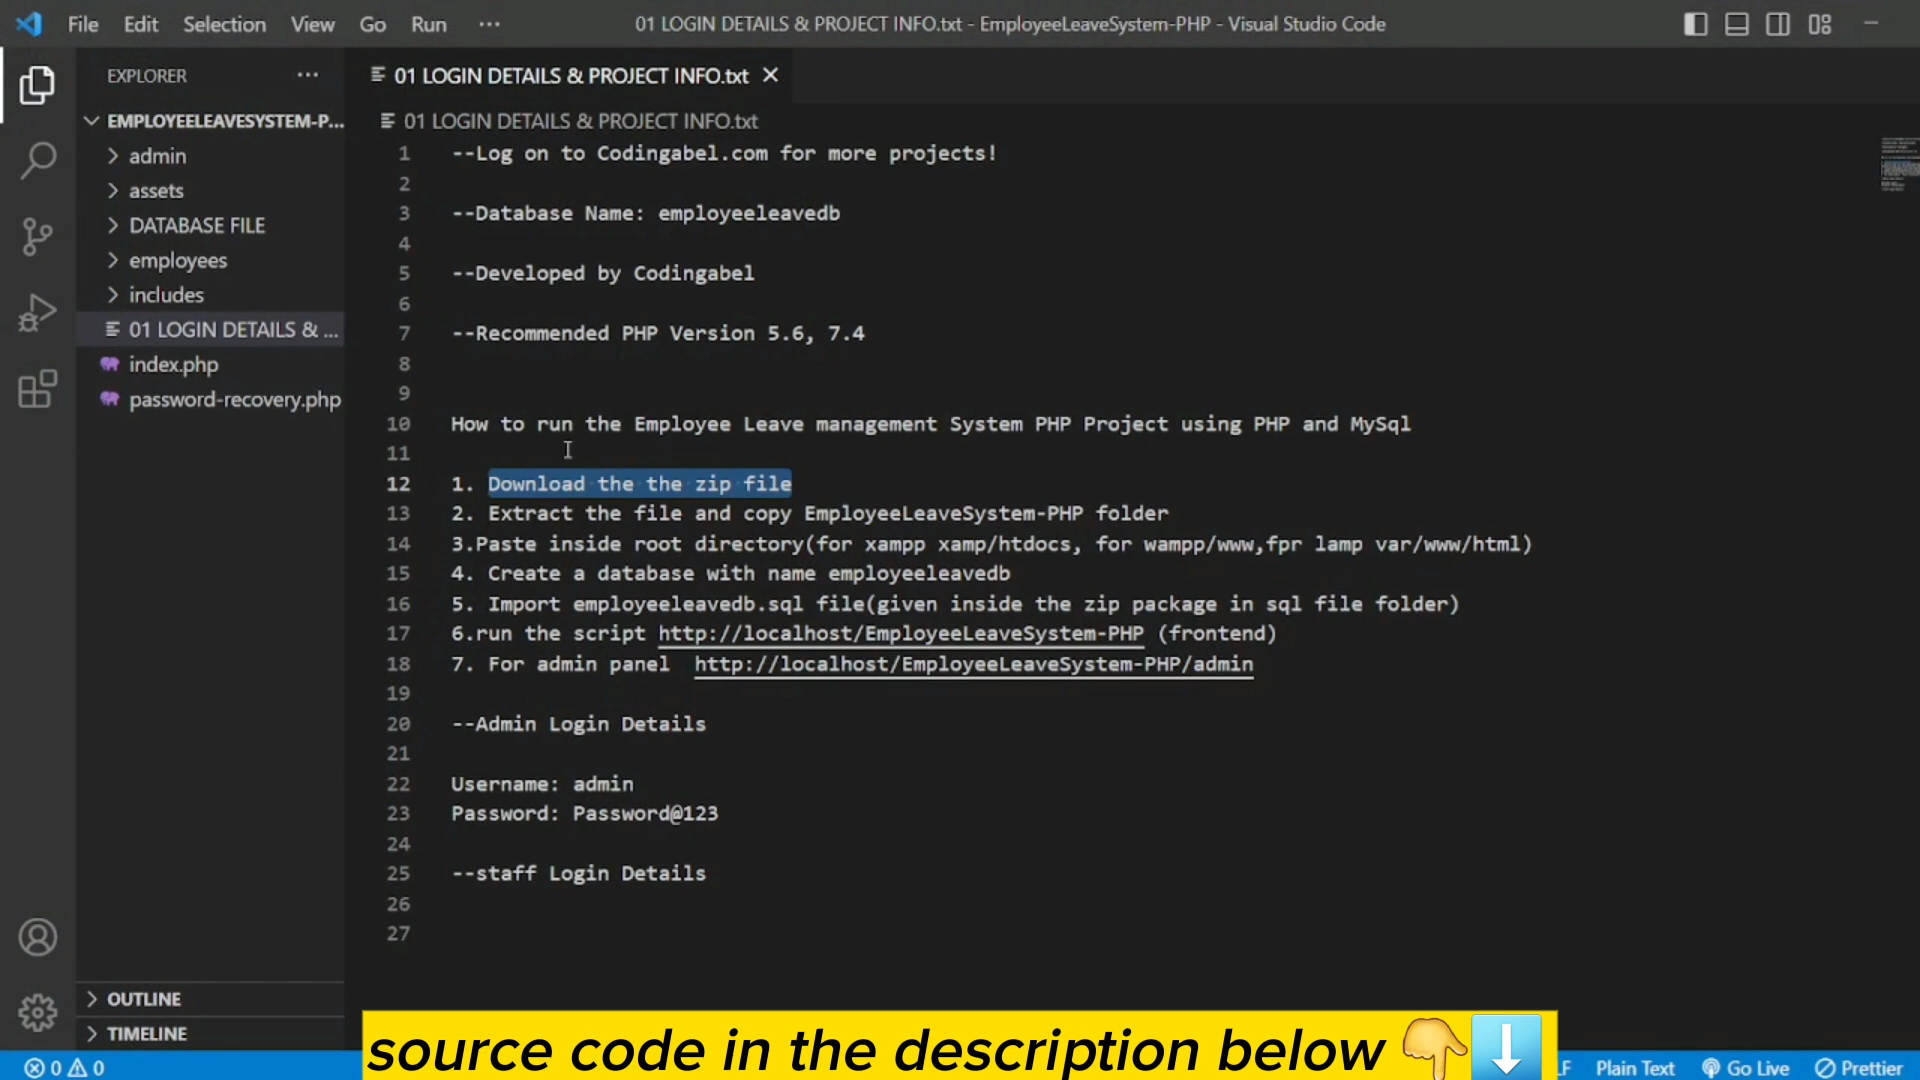 File Edit Selection View Go Run ··· 01 LOGIN DETAILS & PROJECT INFO.txt - EmployeeLeaveSystem-PHP - Visual Studio Code
EXPLORER ···
EMPLOYEELEAVESYSTEM-P...
admin
assets
DATABASE FILE
employees
includes
01 LOGIN DETAILS & ...
index.php
password-recovery.php
OUTLINE
TIMELINE
01 LOGIN DETAILS & PROJECT INFO.txt
01 LOGIN DETAILS & PROJECT INFO.txt
1 --Log on to Codingabel.com for more projects!
2
3 --Database Name: employeeleavedb
4
5 --Developed by Codingabel
6
7 --Recommended PHP Version 5.6, 7.4
8
9
10 How to run the Employee Leave management System PHP Project using PHP and MySql
11
12 1. Download the the zip file
13 2. Extract the file and copy EmployeeLeaveSystem-PHP folder
14 3.Paste inside root directory(for xampp xamp/htdocs, for wampp/www,fpr lamp var/www/html)
15 4. Create a database with name employeeleavedb
16 5. Import employeeleavedb.sql file(given inside the zip package in sql file folder)
17 6.run the script http://localhost/EmployeeLeaveSystem-PHP (frontend)
18 7. For admin panel  http://localhost/EmployeeLeaveSystem-PHP/admin
19
20 --Admin Login Details
21
22 Username: admin
23 Password: Password@123
24
25 --staff Login Details
26
27
source code in the description below
0 0 LF Plain Text Go Live Prettier